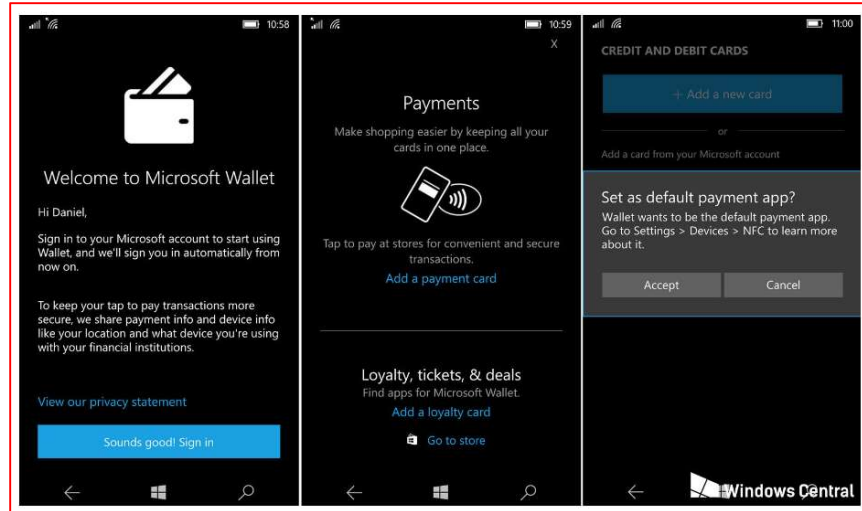 10:58
Welcome to Microsoft Wallet
Hi Daniel,
Sign in to your Microsoft account to start using
Wallet, and we'll sign you in automatically from
now on.
To keep your tap to pay transactions more
secure, we share payment info and device info
like your location and what device you're using
with your financial institutions.
View our privacy statement
Sounds good! Sign in
10:59
X
Payments
Make shopping easier by keeping all your
cards in one place.
Tap to pay at stores for convenient and secure
transactions.
Add a payment card
Loyalty, tickets, & deals
Find apps for Microsoft Wallet.
Add a loyalty card
Go to store
11:00
CREDIT AND DEBIT CARDS
+ Add a new card
or
Add a card from your Microsoft account
Set as default payment app?
Wallet wants to be the default payment app.
Go to Settings > Devices > NFC to learn more
about it.
Accept
Cancel
Windows Central